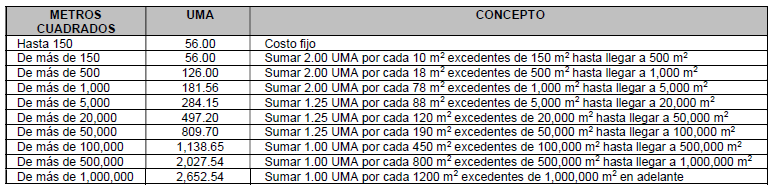 METROS CUADRADOS UMA CONCEPTO
Hasta 150 56.00 Costo fijo
De más de 150 56.00 Sumar 2.00 UMA por cada 10 m² excedentes de 150 m² hasta llegar a 500 m²
De más de 500 126.00 Sumar 2.00 UMA por cada 18 m² excedentes de 500 m² hasta llegar a 1,000 m²
De más de 1,000 181.56 Sumar 2.00 UMA por cada 78 m² excedentes de 1,000 m² hasta llegar a 5,000 m²
De más de 5,000 284.15 Sumar 1.25 UMA por cada 88 m² excedentes de 5,000 m² hasta llegar a 20,000 m²
De más de 20,000 497.20 Sumar 1.25 UMA por cada 120 m² excedentes de 20,000 m² hasta llegar a 50,000 m²
De más de 50,000 809.70 Sumar 1.25 UMA por cada 190 m² excedentes de 50,000 m² hasta llegar a 100,000 m²
De más de 100,000 1,138.65 Sumar 1.00 UMA por cada 450 m² excedentes de 100,000 m² hasta llegar a 500,000 m²
De más de 500,000 2,027.54 Sumar 1.00 UMA por cada 800 m² excedentes de 500,000 m² hasta llegar a 1,000,000 m²
De más de 1,000,000 2,652.54 Sumar 1.00 UMA por cada 1200 m² excedentes de 1,000,000 m² en adelante